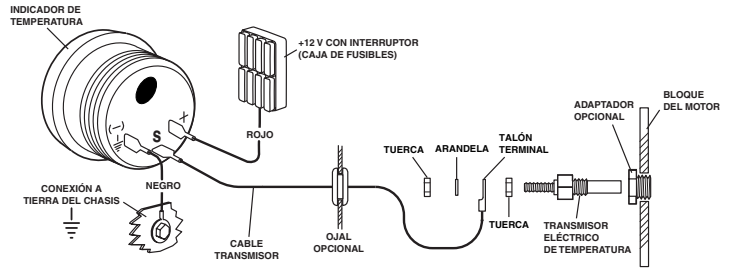 INDICADOR DE
TEMPERATURA
+12 V CON INTERRUPTOR
(CAJA DE FUSIBLES)
BLOQUE
DEL MOTOR
ADAPTADOR
OPCIONAL
(-)
S
+
ROJO
TUERCA
ARANDELA
TALÓN
TERMINAL
NEGRO
CONEXIÓN A
TIERRA DEL CHASIS
CABLE
TRANSMISOR
OJAL
OPCIONAL
TUERCA
TRANSMISOR
ELÉCTRICO
DE TEMPERATURA